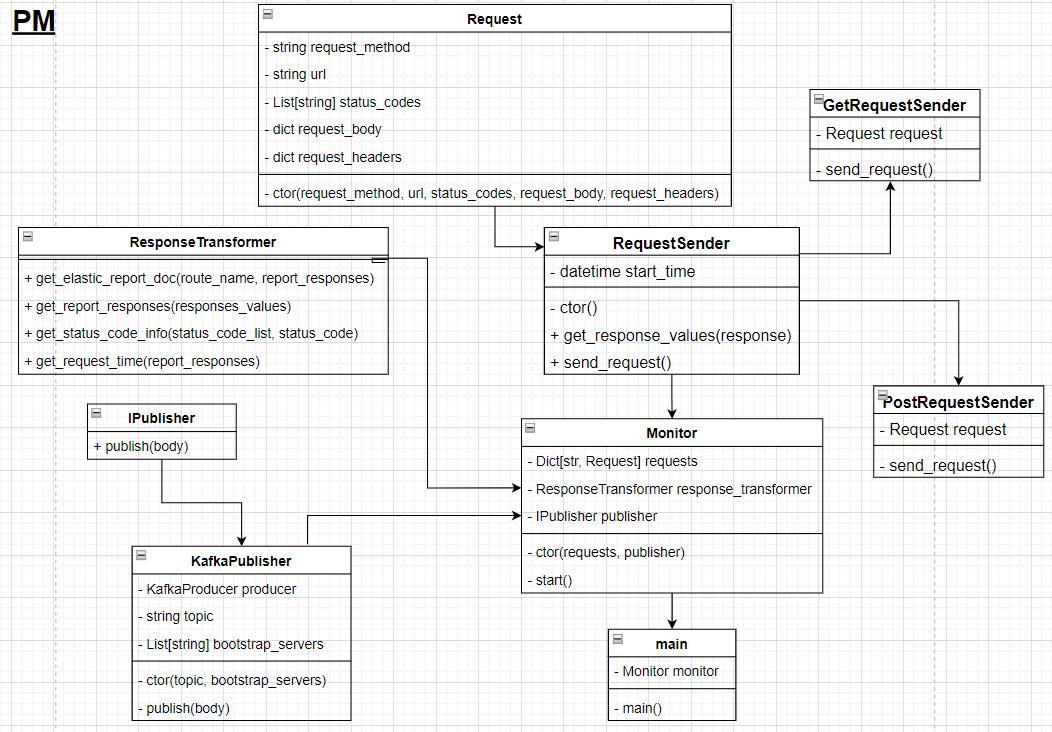 PM
Request
- string request_method
- string url
- List[string] status_codes
- dict request_body
- dict request_headers
- ctor(request_method, url, status_codes, request_body, request_headers)
GetRequestSender
- Request request
- send_request()
ResponseTransformer
+ get_elastic_report_doc(route_name, report_responses)
+ get_report_responses(responses_values)
+ get_status_code_info(status_code_list, status_code)
+ get_request_time(report_responses)
RequestSender
- datetime start_time
- ctor()
+ get_response_values(response)
+ send_request()
PostRequestSender
- Request request
- send_request()
IPublisher
+ publish(body)
Monitor
- Dict[str, Request] requests
- ResponseTransformer response_transformer
- IPublisher publisher
- ctor(requests, publisher)
- start()
KafkaPublisher
- KafkaProducer producer
- string topic
- List[string] bootstrap_servers
- ctor(topic, bootstrap_servers)
- publish(body)
main
- Monitor monitor
- main()